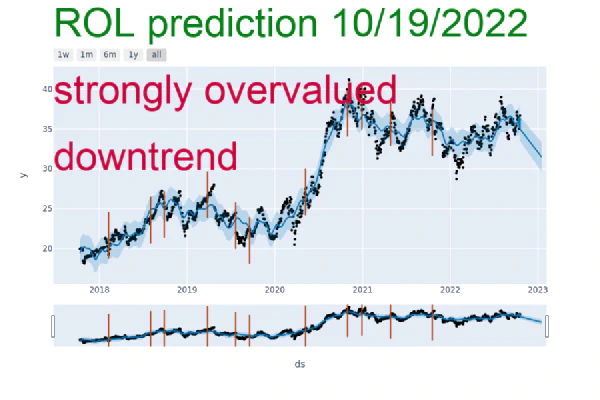 ROL prediction 10/19/2022
1w 1m 6m 1y all
strongly overvalued
downtrend
40
35
30
25
20
y
2018 2019 2020 2021 2022 2023
ds